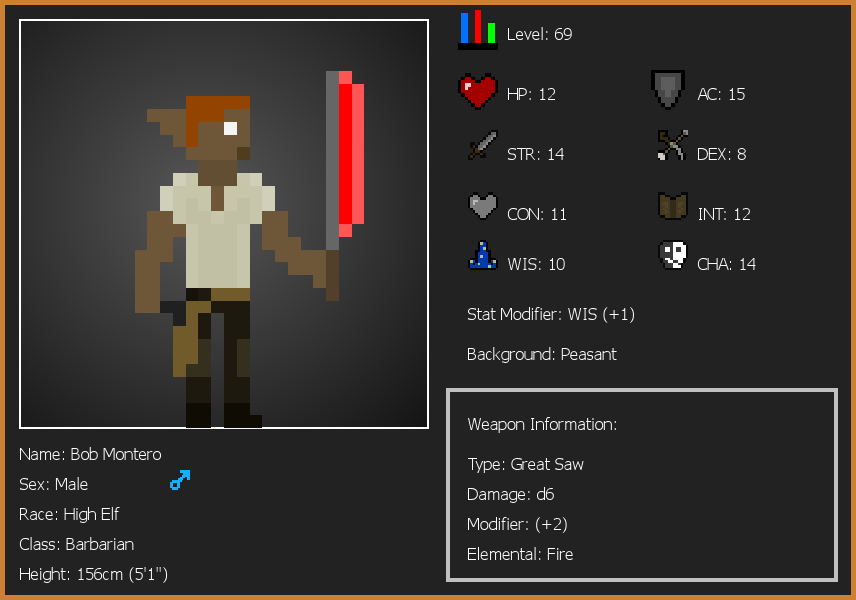 Level: 69
HP: 12
AC: 15
STR: 14
DEX: 8
CON: 11
INT: 12
WIS: 10
CHA: 14
Stat Modifier: WIS (+1)
Background: Peasant
Weapon Information:
Type: Great Saw
Damage: d6
Modifier: (+2)
Elemental: Fire
Name: Bob Montero
Sex: Male
Race: High Elf
Class: Barbarian
Height: 156cm (5'1")